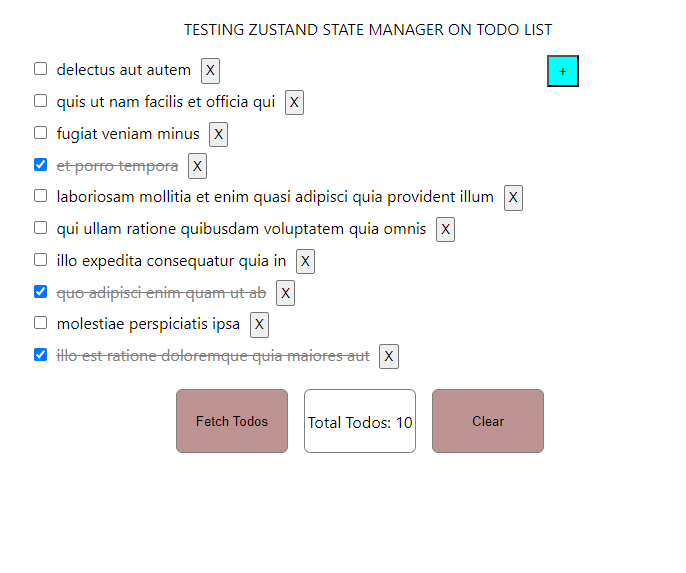 TESTING ZUSTAND STATE MANAGER ON TODO LIST
delectus aut autem X +
quis ut nam facilis et officia qui X
fugiat veniam minus X
et porro tempora X
laboriosam mollitia et enim quasi adipisci quia provident illum X
qui ullam ratione quibusdam voluptatem quia omnis X
illo expedita consequatur quia in X
quo adipisci enim quam ut ab X
molestiae perspiciatis ipsa X
illo est ratione doloremque quia maiores aut X
Fetch Todos Total Todos: 10 Clear